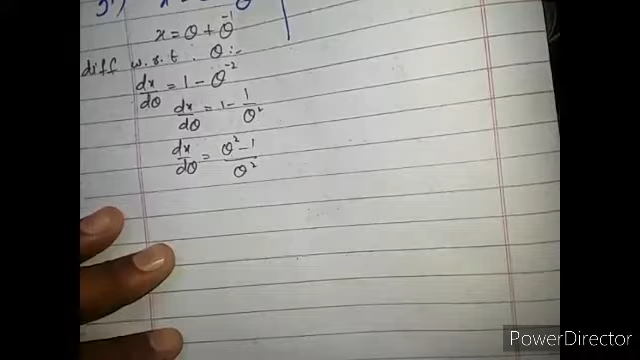 x = θ + θ⁻¹
diff w.r.t. θ :-
dx/dθ = 1 - θ⁻²
dx/dθ = 1 - 1/θ²
dx/dθ = θ² - 1/θ²
PowerDirector